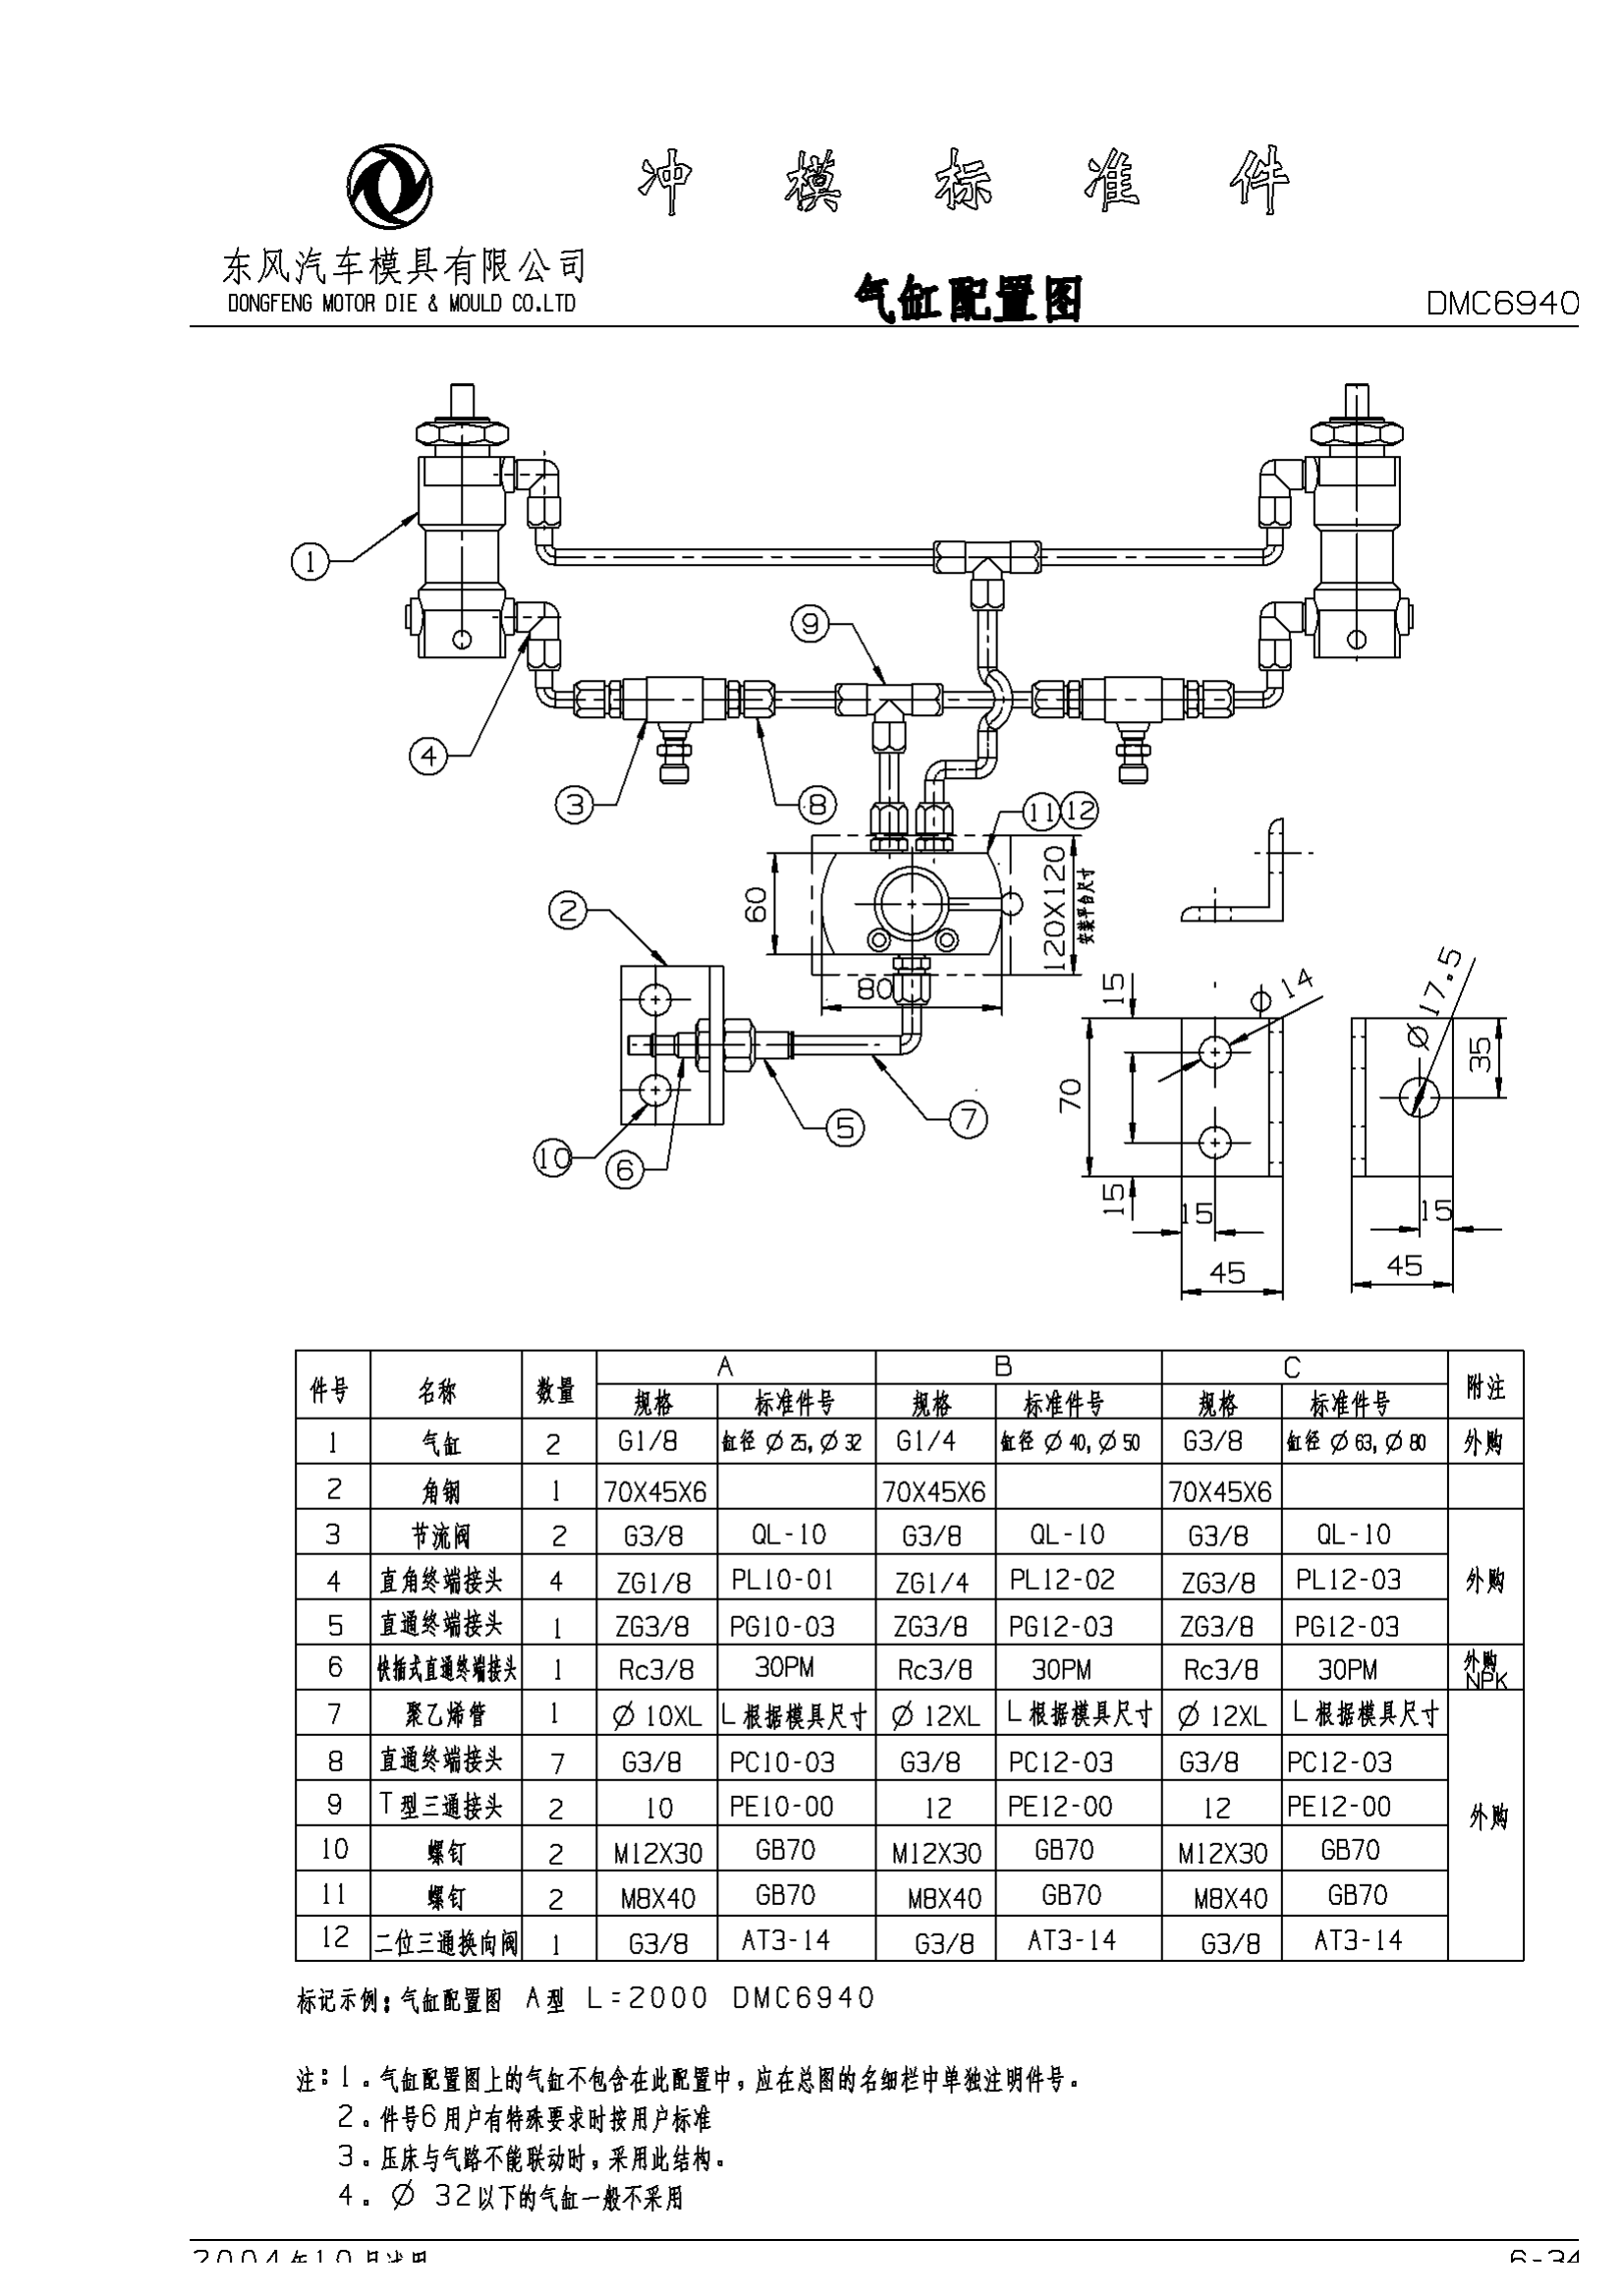 冲 模 标 准 件
东风汽车模具有限公司
DONGFENG MOTOR DIE & MOULD CO.LTD
气缸配置图
DMC6940
1
9
4
3
8
11 12
60
120X120
安装平台尺寸
2
80
10
6
5
7
15
70
15
Ø 14
15
45
Ø 17.5
35
15
45
件号 名称 数量 A B C 附注
规格 标准件号 规格 标准件号 规格 标准件号
1 气缸 2 G1/8 缸径 Ø 25, Ø 32 G1/4 缸径 Ø 40, Ø 50 G3/8 缸径 Ø 63, Ø 80 外购
2 角钢 1 70X45X6 70X45X6 70X45X6
3 节流阀 2 G3/8 QL-10 G3/8 QL-10 G3/8 QL-10
4 直角终端接头 4 ZG1/8 PL10-01 ZG1/4 PL12-02 ZG3/8 PL12-03 外购
5 直通终端接头 1 ZG3/8 PG10-03 ZG3/8 PG12-03 ZG3/8 PG12-03
6 快插式直通终端接头 1 Rc3/8 30PM Rc3/8 30PM Rc3/8 30PM 外购 NPK
7 聚乙烯管 1 Ø 10XL L根据模具尺寸 Ø 12XL L根据模具尺寸 Ø 12XL L根据模具尺寸
8 直通终端接头 7 G3/8 PC10-03 G3/8 PC12-03 G3/8 PC12-03
9 T型三通接头 2 10 PE10-00 12 PE12-00 12 PE12-00 外购
10 螺钉 2 M12X30 GB70 M12X30 GB70 M12X30 GB70
11 螺钉 2 M8X40 GB70 M8X40 GB70 M8X40 GB70
12 二位三通换向阀 1 G3/8 AT3-14 G3/8 AT3-14 G3/8 AT3-14
标记示例：气缸配置图 A型 L=2000 DMC6940
注：1。气缸配置图上的气缸不包含在此配置中，应在总图的名细栏中单独注明件号。
2。件号6用户有特殊要求时按用户标准
3。压床与气路不能联动时，采用此结构。
4。Ø 32以下的气缸一般不采用
2004年10月
6-34